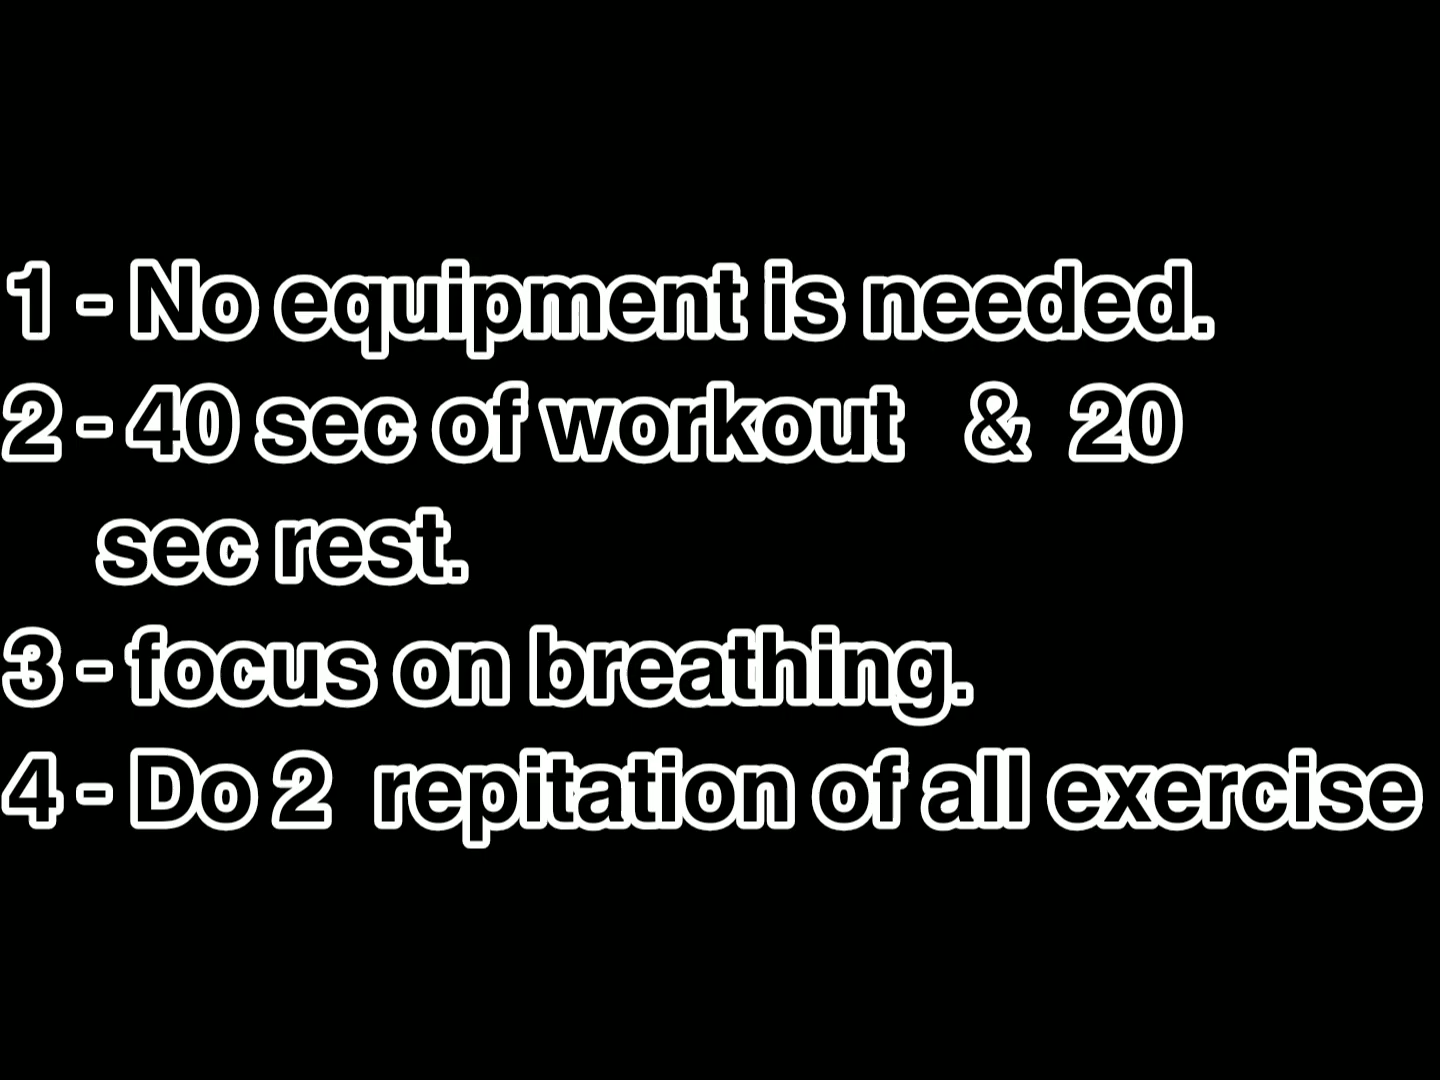 1 - No equipment is needed.
2 - 40 sec of workout & 20
sec rest.
3 - focus on breathing.
4 - Do 2 repitation of all exercise